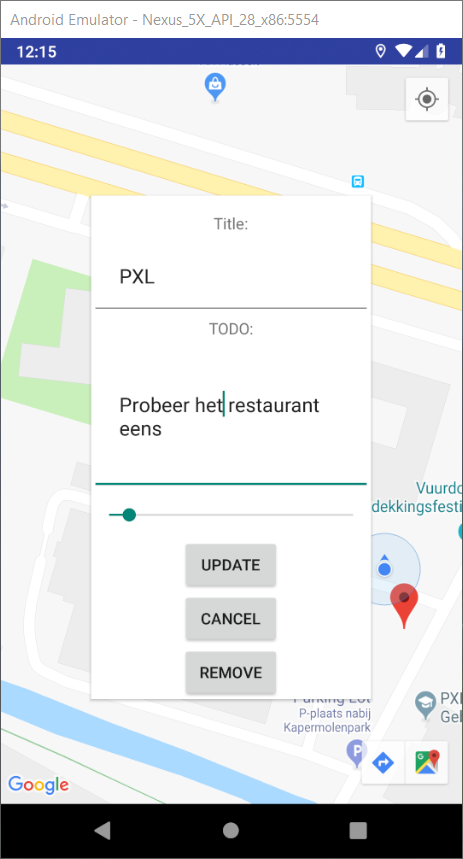 Android Emulator - Nexus_5X_API_28_x86:5554
12:15
Title:
PXL
TODO:
Probeer het restaurant
eens
Vuurdo
dekkingsfesti
UPDATE
CANCEL
REMOVE
Parking Lot
P-plaats nabij
Kapermolenpark
PXL
Geb
P
G
Google